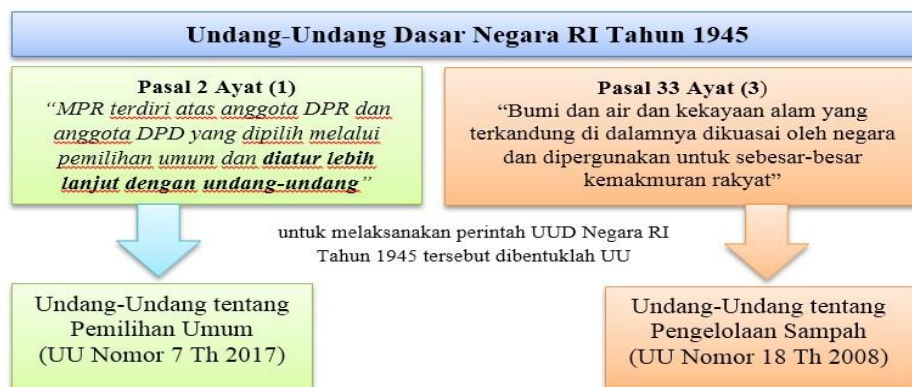 Undang-Undang Dasar Negara RI Tahun 1945
Pasal 2 Ayat (1)
“MPR terdiri atas anggota DPR dan
anggota DPD yang dipilih melalui
pemilihan umum dan diatur lebih
lanjut dengan undang-undang”
Pasal 33 Ayat (3)
“Bumi dan air dan kekayaan alam yang
terkandung di dalamnya dikuasai oleh negara
dan dipergunakan untuk sebesar-besar
kemakmuran rakyat”
untuk melaksanakan perintah UUD Negara RI
Tahun 1945 tersebut dibentuklah UU
Undang-Undang tentang
Pemilihan Umum
(UU Nomor 7 Th 2017)
Undang-Undang tentang
Pengelolaan Sampah
(UU Nomor 18 Th 2008)